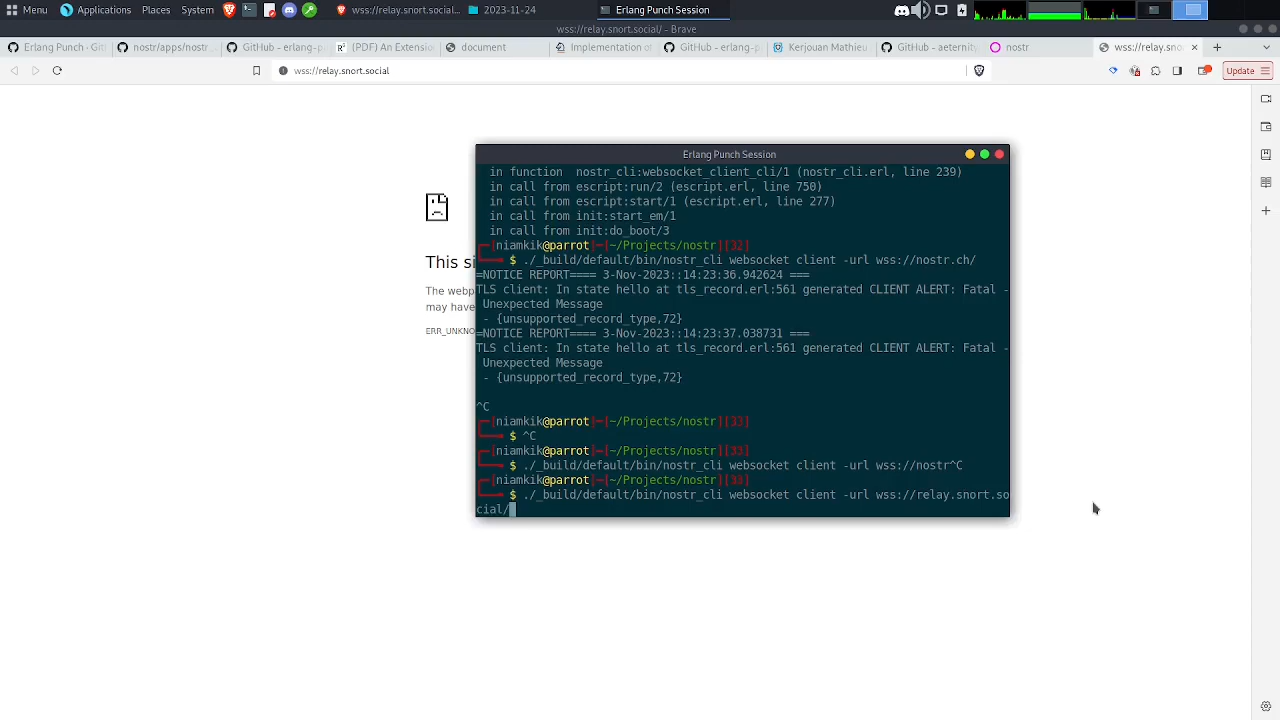 Menu Applications Places System wss://relay.snort.social... 2023-11-24 Erlang Punch Session
wss://relay.snort.social/ - Brave
Erlang Punch · Git nostr/apps/nostr_ GitHub - erlang-p (PDF) An Extension document Implementation of GitHub - erlang-p Kerjouan Mathieu GitHub - aeternity nostr wss://relay.snort.s
wss://relay.snort.social Update
This si
The webp
may have
ERR_UNKNO
Erlang Punch Session
in function nostr_cli:websocket_client_cli/1 (nostr_cli.erl, line 239)
in call from escript:run/2 (escript.erl, line 750)
in call from escript:start/1 (escript.erl, line 277)
in call from init:start_em/1
in call from init:do_boot/3
[niamkik@parrot]─[~/Projects/nostr][32]
$ ./_build/default/bin/nostr_cli websocket client -url wss://nostr.ch/
=NOTICE REPORT==== 3-Nov-2023::14:23:36.942624 ===
TLS client: In state hello at tls_record.erl:561 generated CLIENT ALERT: Fatal -
Unexpected Message
- {unsupported_record_type,72}
=NOTICE REPORT==== 3-Nov-2023::14:23:37.038731 ===
TLS client: In state hello at tls_record.erl:561 generated CLIENT ALERT: Fatal -
Unexpected Message
- {unsupported_record_type,72}
^C
[niamkik@parrot]─[~/Projects/nostr][33]
$ ^C
[niamkik@parrot]─[~/Projects/nostr][33]
$ ./_build/default/bin/nostr_cli websocket client -url wss://nostr^C
[niamkik@parrot]─[~/Projects/nostr][33]
$ ./_build/default/bin/nostr_cli websocket client -url wss://relay.snort.so
cial/